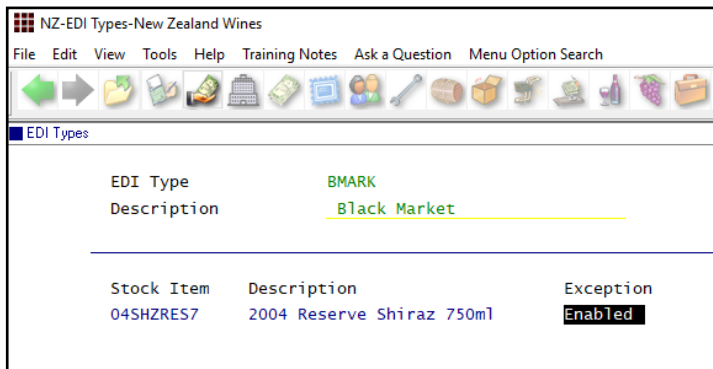 NZ-EDI Types-New Zealand Wines
File Edit View Tools Help Training Notes Ask a Question Menu Option Search
EDI Types
EDI Type BMARK
Description Black Market
Stock Item Description Exception
04SHZRES7 2004 Reserve Shiraz 750ml Enabled